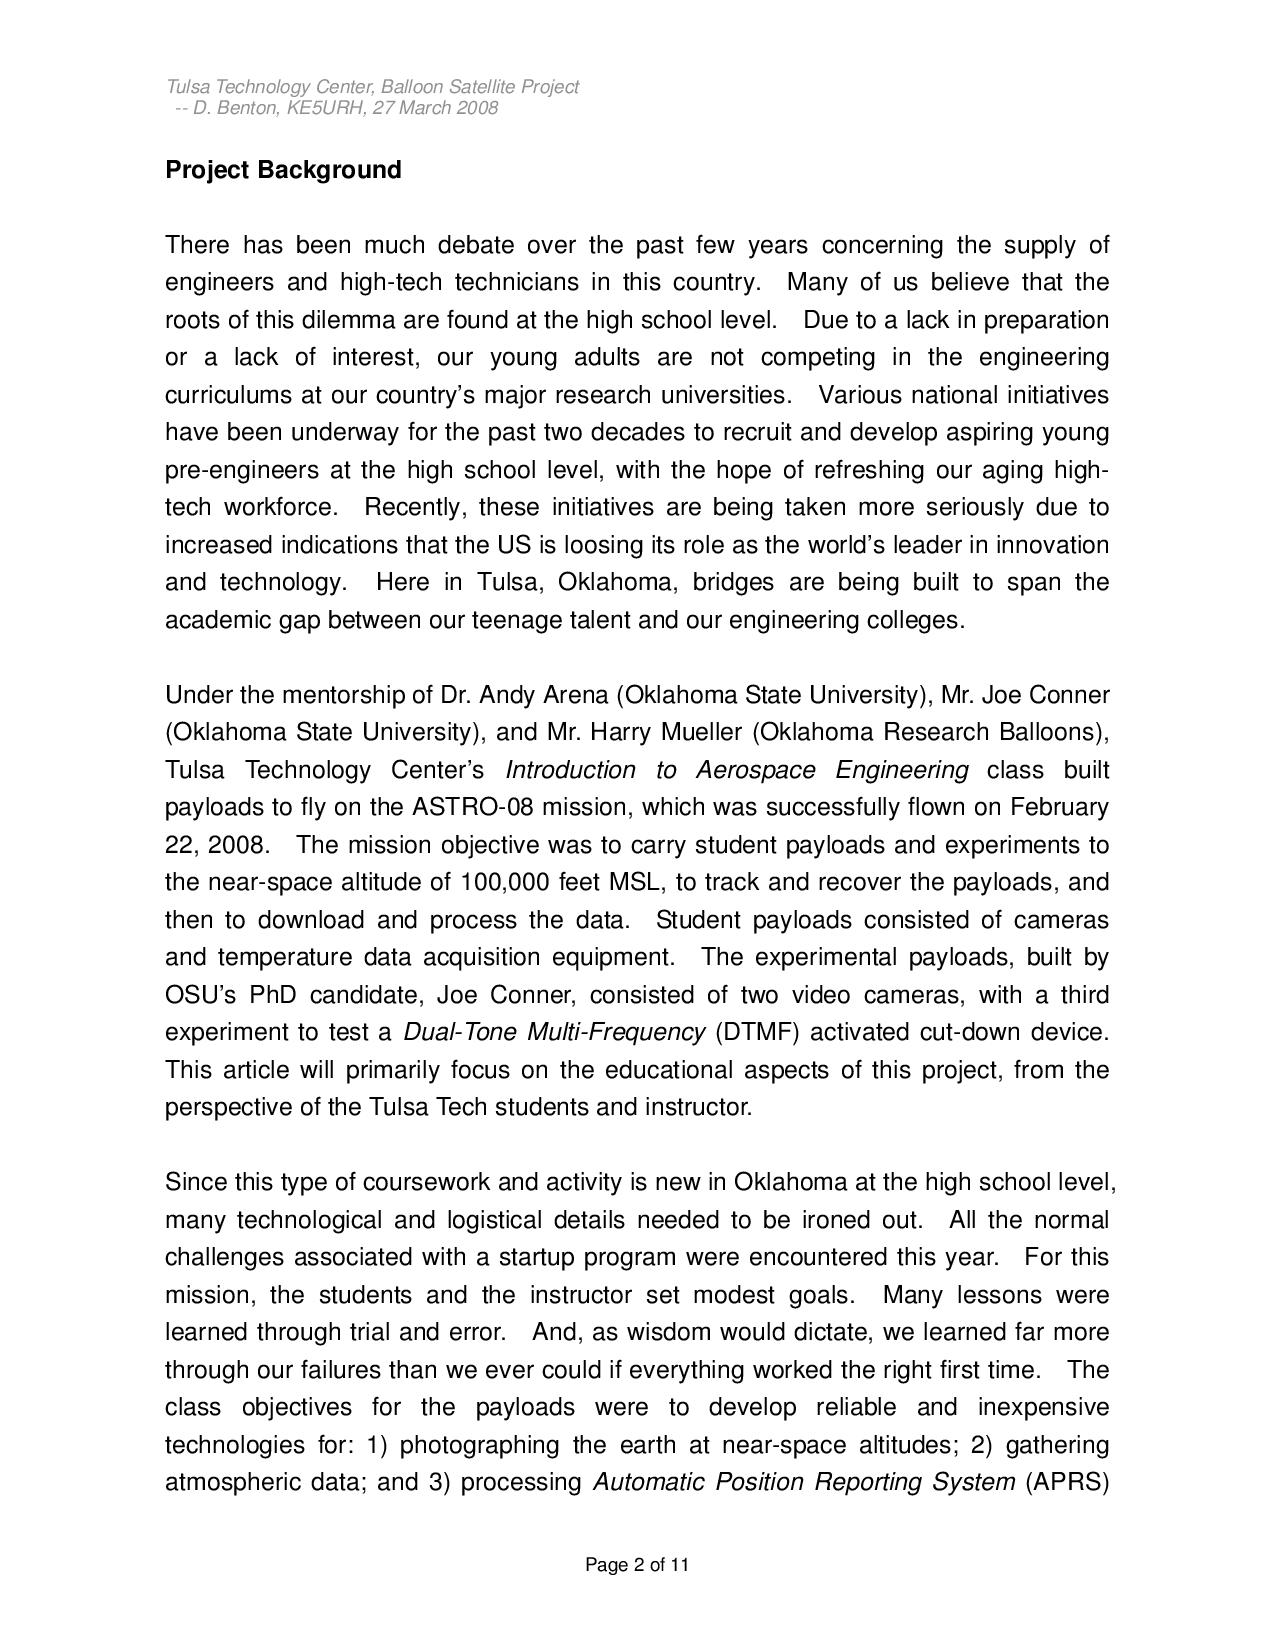 Tulsa Technology Center, Balloon Satellite Project
-- D. Benton, KE5URH, 27 March 2008
Project Background
There has been much debate over the past few years concerning the supply of
engineers and high-tech technicians in this country. Many of us believe that the
roots of this dilemma are found at the high school level. Due to a lack in preparation
or a lack of interest, our young adults are not competing in the engineering
curriculums at our country’s major research universities. Various national initiatives
have been underway for the past two decades to recruit and develop aspiring young
pre-engineers at the high school level, with the hope of refreshing our aging high-
tech workforce. Recently, these initiatives are being taken more seriously due to
increased indications that the US is loosing its role as the world’s leader in innovation
and technology. Here in Tulsa, Oklahoma, bridges are being built to span the
academic gap between our teenage talent and our engineering colleges.
Under the mentorship of Dr. Andy Arena (Oklahoma State University), Mr. Joe Conner
(Oklahoma State University), and Mr. Harry Mueller (Oklahoma Research Balloons),
Tulsa Technology Center’s Introduction to Aerospace Engineering class built
payloads to fly on the ASTRO-08 mission, which was successfully flown on February
22, 2008. The mission objective was to carry student payloads and experiments to
the near-space altitude of 100,000 feet MSL, to track and recover the payloads, and
then to download and process the data. Student payloads consisted of cameras
and temperature data acquisition equipment. The experimental payloads, built by
OSU’s PhD candidate, Joe Conner, consisted of two video cameras, with a third
experiment to test a Dual-Tone Multi-Frequency (DTMF) activated cut-down device.
This article will primarily focus on the educational aspects of this project, from the
perspective of the Tulsa Tech students and instructor.
Since this type of coursework and activity is new in Oklahoma at the high school level,
many technological and logistical details needed to be ironed out. All the normal
challenges associated with a startup program were encountered this year. For this
mission, the students and the instructor set modest goals. Many lessons were
learned through trial and error. And, as wisdom would dictate, we learned far more
through our failures than we ever could if everything worked the right first time. The
class objectives for the payloads were to develop reliable and inexpensive
technologies for: 1) photographing the earth at near-space altitudes; 2) gathering
atmospheric data; and 3) processing Automatic Position Reporting System (APRS)
Page 2 of 11